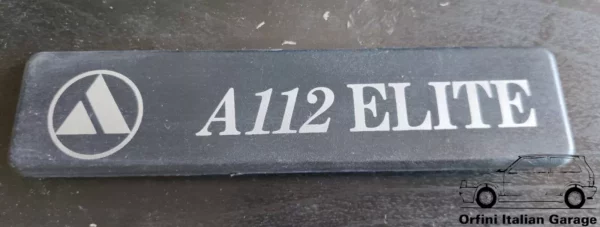 A112 ELITE
Orfini Italian Garage